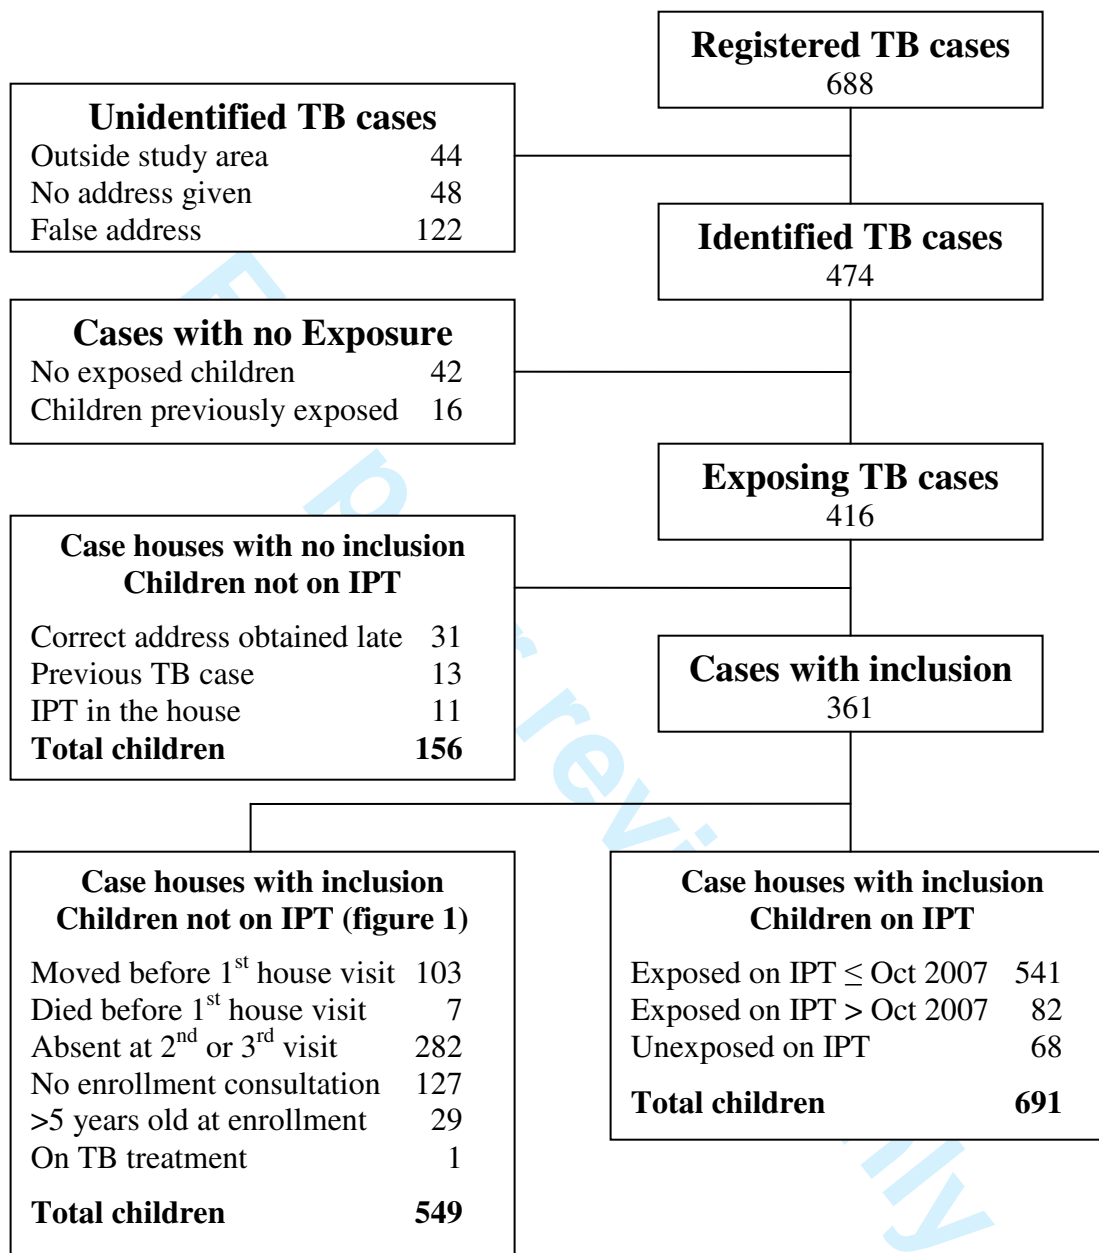 Registered TB cases
688
Unidentified TB cases
Outside study area 44
No address given 48
False address 122
Identified TB cases
474
Cases with no Exposure
No exposed children 42
Children previously exposed 16
Exposing TB cases
416
Case houses with no inclusion
Children not on IPT
Correct address obtained late 31
Previous TB case 13
IPT in the house 11
Total children 156
Cases with inclusion
361
Case houses with inclusion
Children not on IPT (figure 1)
Moved before 1st house visit 103
Died before 1st house visit 7
Absent at 2nd or 3rd visit 282
No enrollment consultation 127
>5 years old at enrollment 29
On TB treatment 1
Total children 549
Case houses with inclusion
Children on IPT
Exposed on IPT ≤ Oct 2007 541
Exposed on IPT > Oct 2007 82
Unexposed on IPT 68
Total children 691